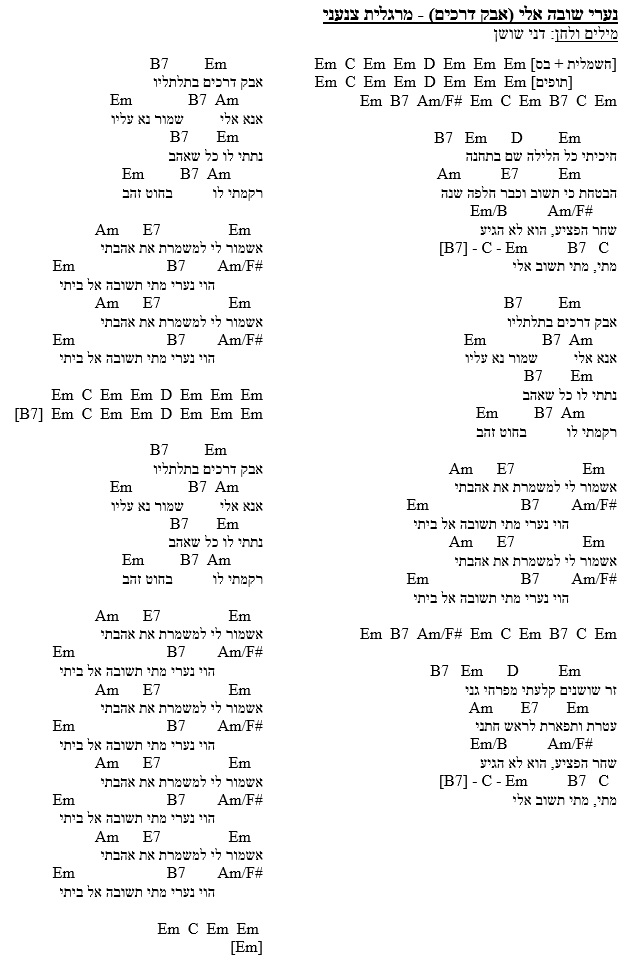 נערי שובה אלי (אבק דרכים) - מרגלית צנעני
מילים ולחן: דני שושן
[חשמלית + בס] Em C Em Em D Em Em Em
[תופים] Em C Em Em D Em Em Em
Em B7 Am/F# Em C Em B7 C Em
B7 Em D Em
חיכיתי כל הלילה שם בתחנה
Am E7 Em
הבטחת כי תשוב וכבר חלפה שנה
Em/B Am/F#
שחר הפציע, הוא לא הגיע
[B7] - C - Em B7 C
מתי, מתי תשוב אלי
B7 Em
אבק דרכים בתלתליו
Em B7 Am
אנא אלי שמור נא עליו
B7 Em
נתתי לו כל שאהב
Em B7 Am
רקמתי לו בחוט זהב
Am E7 Em
אשמור לי למשמרת את אהבתי
Em B7 Am/F#
הוי נערי מתי תשובה אל ביתי
Am E7 Em
אשמור לי למשמרת את אהבתי
Em B7 Am/F#
הוי נערי מתי תשובה אל ביתי
Em B7 Am/F# Em C Em B7 C Em
B7 Em D Em
זר שושנים קלעתי מפרחי גני
Am E7 Em
עטרת ותפארת לראש חתני
Em/B Am/F#
שחר הפציע, הוא לא הגיע
[B7] - C - Em B7 C
מתי, מתי תשוב אלי
B7 Em
אבק דרכים בתלתליו
Em B7 Am
אנא אלי שמור נא עליו
B7 Em
נתתי לו כל שאהב
Em B7 Am
רקמתי לו בחוט זהב
Am E7 Em
אשמור לי למשמרת את אהבתי
Em B7 Am/F#
הוי נערי מתי תשובה אל ביתי
Am E7 Em
אשמור לי למשמרת את אהבתי
Em B7 Am/F#
הוי נערי מתי תשובה אל ביתי
Em C Em Em D Em Em Em
[B7] Em C Em Em D Em Em Em
B7 Em
אבק דרכים בתלתליו
Em B7 Am
אנא אלי שמור נא עליו
B7 Em
נתתי לו כל שאהב
Em B7 Am
רקמתי לו בחוט זהב
Am E7 Em
אשמור לי למשמרת את אהבתי
Em B7 Am/F#
הוי נערי מתי תשובה אל ביתי
Am E7 Em
אשמור לי למשמרת את אהבתי
Em B7 Am/F#
הוי נערי מתי תשובה אל ביתי
Am E7 Em
אשמור לי למשמרת את אהבתי
Em B7 Am/F#
הוי נערי מתי תשובה אל ביתי
Am E7 Em
אשמור לי למשמרת את אהבתי
Em B7 Am/F#
הוי נערי מתי תשובה אל ביתי
Em C Em Em
[Em]